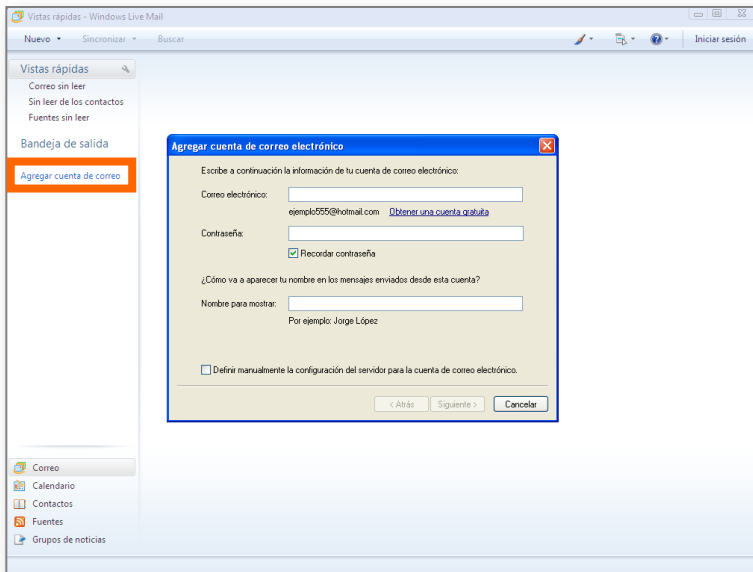 Vistas rápidas - Windows Live Mail
Nuevo Sincronizar Buscar Iniciar sesión
Vistas rápidas
Correo sin leer
Sin leer de los contactos
Fuentes sin leer
Bandeja de salida
Agregar cuenta de correo
Agregar cuenta de correo electrónico
Escribe a continuación la información de tu cuenta de correo electrónico:
Correo electrónico:
ejemplo555@hotmail.com Obtener una cuenta gratuita
Contraseña:
Recordar contraseña
¿Cómo va a aparecer tu nombre en los mensajes enviados desde esta cuenta?
Nombre para mostrar:
Por ejemplo: Jorge López
Definir manualmente la configuración del servidor para la cuenta de correo electrónico.
< Atrás Siguiente > Cancelar
Correo
Calendario
Contactos
Fuentes
Grupos de noticias